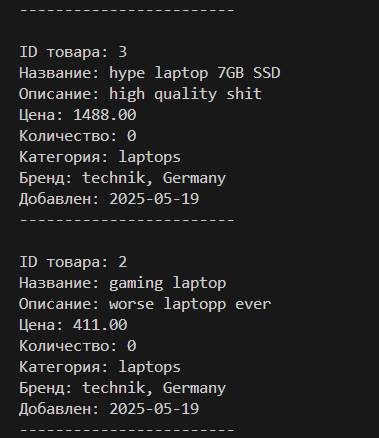 ------------------------
ID товара: 3
Название: hype laptop 7GB SSD
Описание: high quality shit
Цена: 1488.00
Количество: 0
Категория: laptops
Бренд: technik, Germany
Добавлен: 2025-05-19
------------------------
ID товара: 2
Название: gaming laptop
Описание: worse laptopp ever
Цена: 411.00
Количество: 0
Категория: laptops
Бренд: technik, Germany
Добавлен: 2025-05-19
------------------------